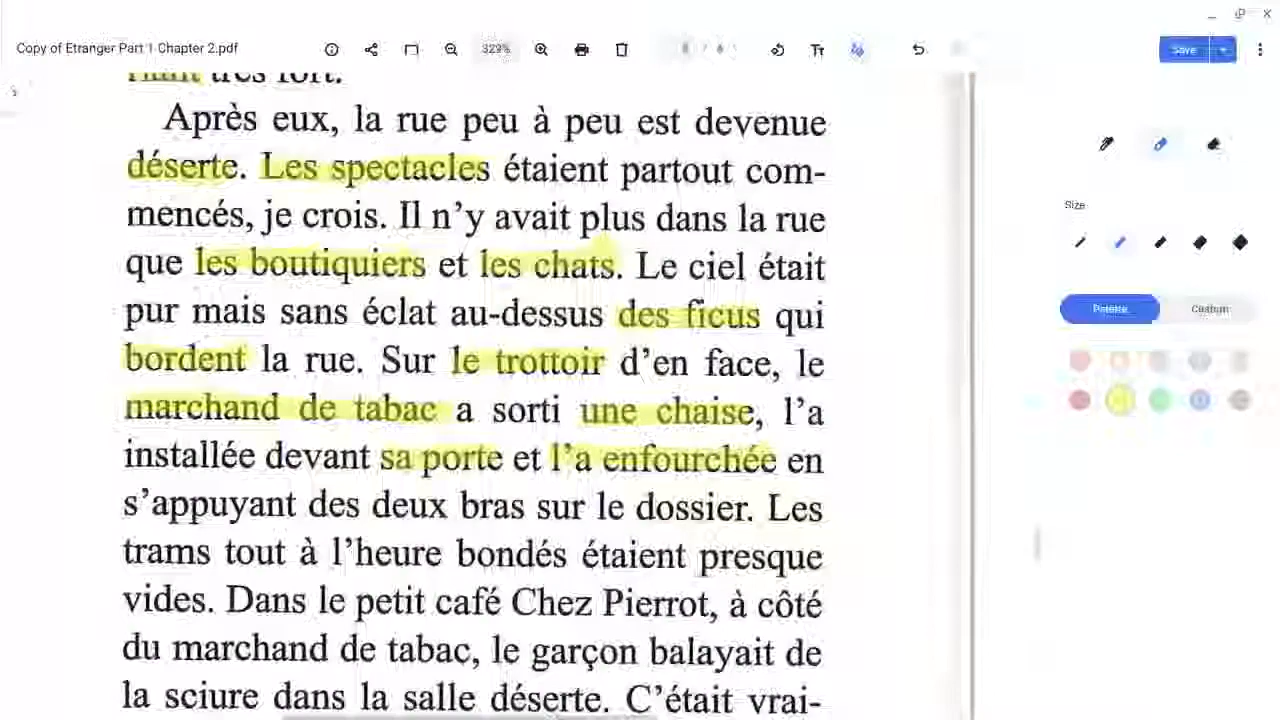 Copy of Etranger Part 1 Chapter 2.pdf
329%
Tr
Save
riaient très fort.
Après eux, la rue peu à peu est devenue
déserte. Les spectacles étaient partout com-
mencés, je crois. Il n’y avait plus dans la rue
que les boutiquiers et les chats. Le ciel était
pur mais sans éclat au-dessus des ficus qui
bordent la rue. Sur le trottoir d’en face, le
marchand de tabac a sorti une chaise, l’a
installée devant sa porte et l’a enfourchée en
s’appuyant des deux bras sur le dossier. Les
trams tout à l’heure bondés étaient presque
vides. Dans le petit café Chez Pierrot, à côté
du marchand de tabac, le garçon balayait de
la sciure dans la salle déserte. C’était vrai-
Size
Palette
Custom